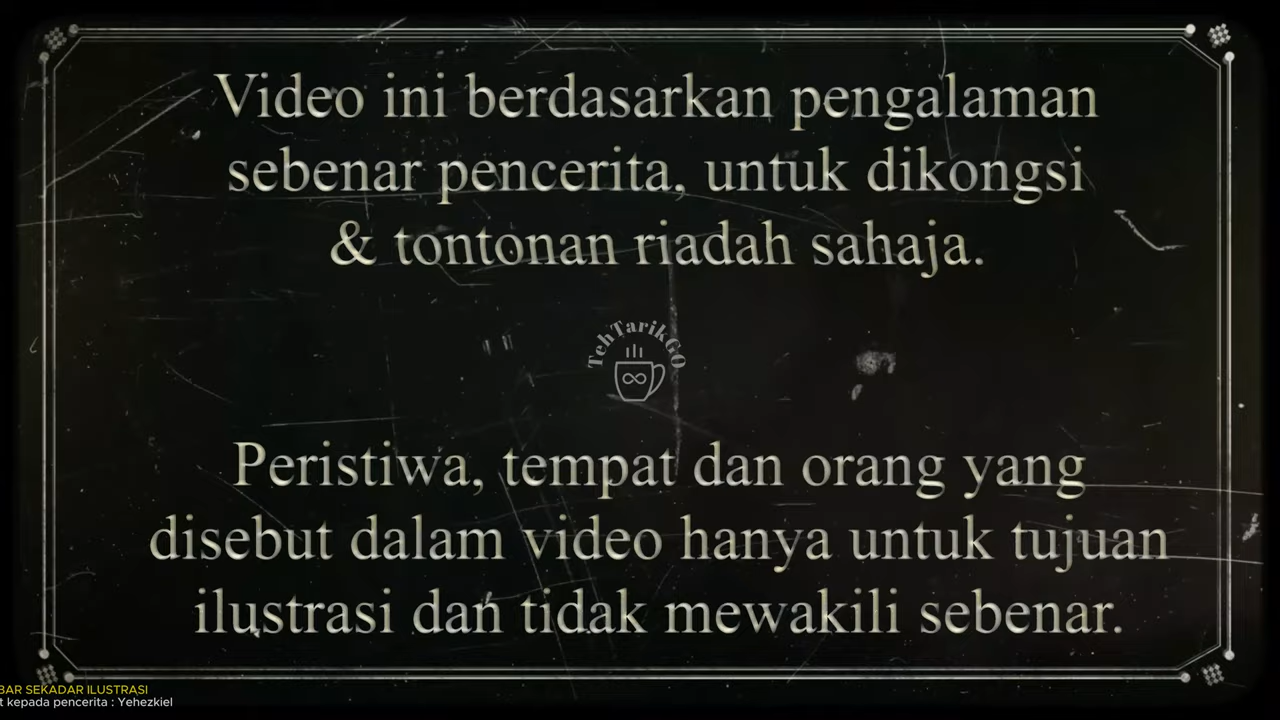 Video ini berdasarkan pengalaman
sebenar pencerita, untuk dikongsi
& tontonan riadah sahaja.
TehTarikGO
Peristiwa, tempat dan orang yang
disebut dalam video hanya untuk tujuan
ilustrasi dan tidak mewakili sebenar.
SEKADAR ILUSTRASI
kepada pencerita : Yehezkiel